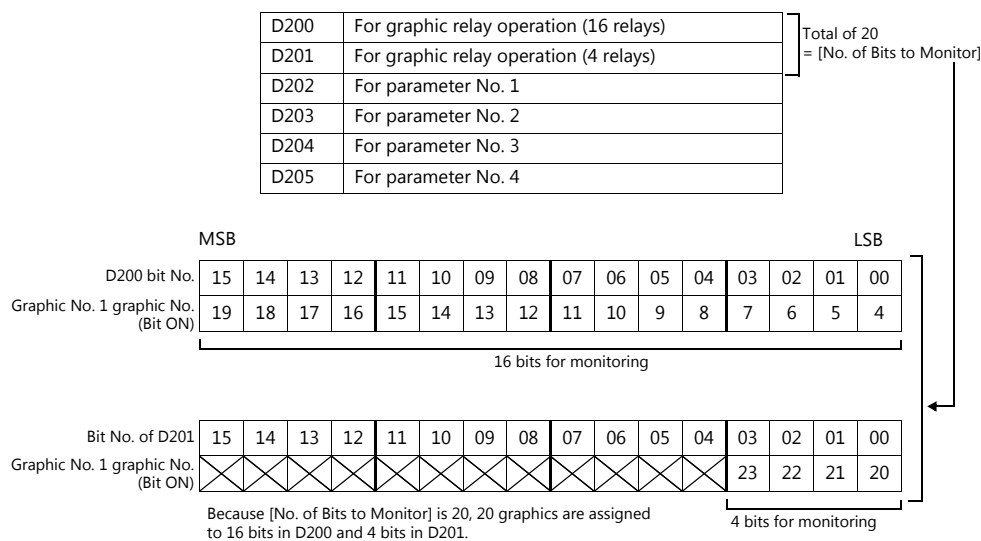 D200 For graphic relay operation (16 relays)
D201 For graphic relay operation (4 relays)
D202 For parameter No. 1
D203 For parameter No. 2
D204 For parameter No. 3
D205 For parameter No. 4
Total of 20
= [No. of Bits to Monitor]
MSB LSB
D200 bit No. 15 14 13 12 11 10 09 08 07 06 05 04 03 02 01 00
Graphic No. 1 graphic No.
(Bit ON) 19 18 17 16 15 14 13 12 11 10 9 8 7 6 5 4
16 bits for monitoring
Bit No. of D201 15 14 13 12 11 10 09 08 07 06 05 04 03 02 01 00
Graphic No. 1 graphic No.
(Bit ON) 23 22 21 20
Because [No. of Bits to Monitor] is 20, 20 graphics are assigned
to 16 bits in D200 and 4 bits in D201.
4 bits for monitoring